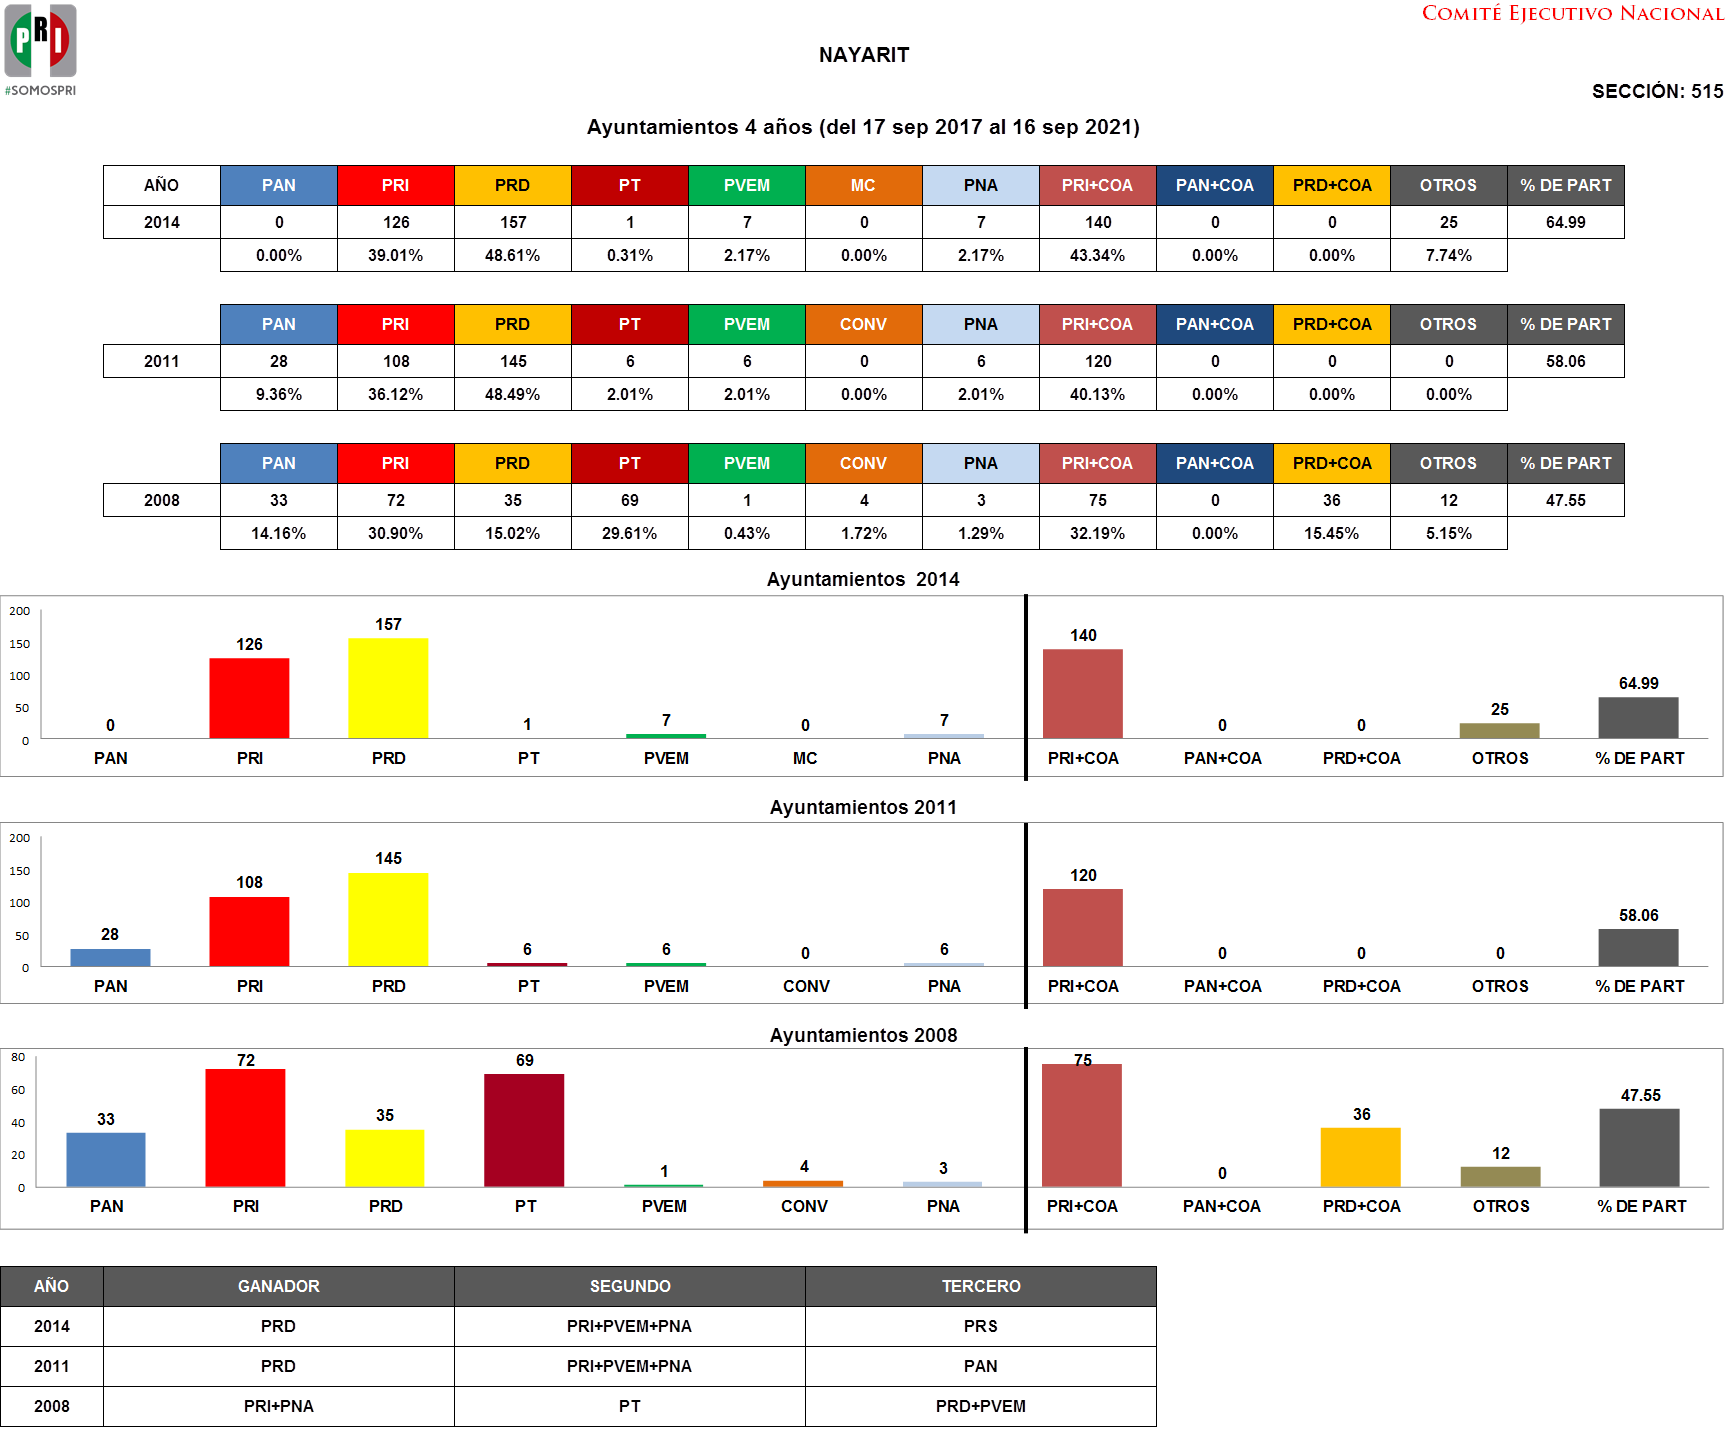 COMITÉ EJECUTIVO NACIONAL
PRI
#SOMOSPRI
NAYARIT
SECCIÓN: 515
Ayuntamientos 4 años (del 17 sep 2017 al 16 sep 2021)
AÑO PAN PRI PRD PT PVEM MC PNA PRI+COA PAN+COA PRD+COA OTROS % DE PART
2014 0 126 157 1 7 0 7 140 0 0 25 64.99
0.00% 39.01% 48.61% 0.31% 2.17% 0.00% 2.17% 43.34% 0.00% 0.00% 7.74%
PAN PRI PRD PT PVEM CONV PNA PRI+COA PAN+COA PRD+COA OTROS % DE PART
2011 28 108 145 6 6 0 6 120 0 0 0 58.06
9.36% 36.12% 48.49% 2.01% 2.01% 0.00% 2.01% 40.13% 0.00% 0.00% 0.00%
PAN PRI PRD PT PVEM CONV PNA PRI+COA PAN+COA PRD+COA OTROS % DE PART
2008 33 72 35 69 1 4 3 75 0 36 12 47.55
14.16% 30.90% 15.02% 29.61% 0.43% 1.72% 1.29% 32.19% 0.00% 15.45% 5.15%
Ayuntamientos 2014
200
150
100
50
0
0 126 157 1 7 0 7 140 0 0 25 64.99
PAN PRI PRD PT PVEM MC PNA PRI+COA PAN+COA PRD+COA OTROS % DE PART
Ayuntamientos 2011
200
150
100
50
0
28 108 145 6 6 0 6 120 0 0 0 58.06
PAN PRI PRD PT PVEM CONV PNA PRI+COA PAN+COA PRD+COA OTROS % DE PART
Ayuntamientos 2008
80
60
40
20
0
33 72 35 69 1 4 3 75 0 36 12 47.55
PAN PRI PRD PT PVEM CONV PNA PRI+COA PAN+COA PRD+COA OTROS % DE PART
AÑO GANADOR SEGUNDO TERCERO
2014 PRD PRI+PVEM+PNA PRS
2011 PRD PRI+PVEM+PNA PAN
2008 PRI+PNA PT PRD+PVEM